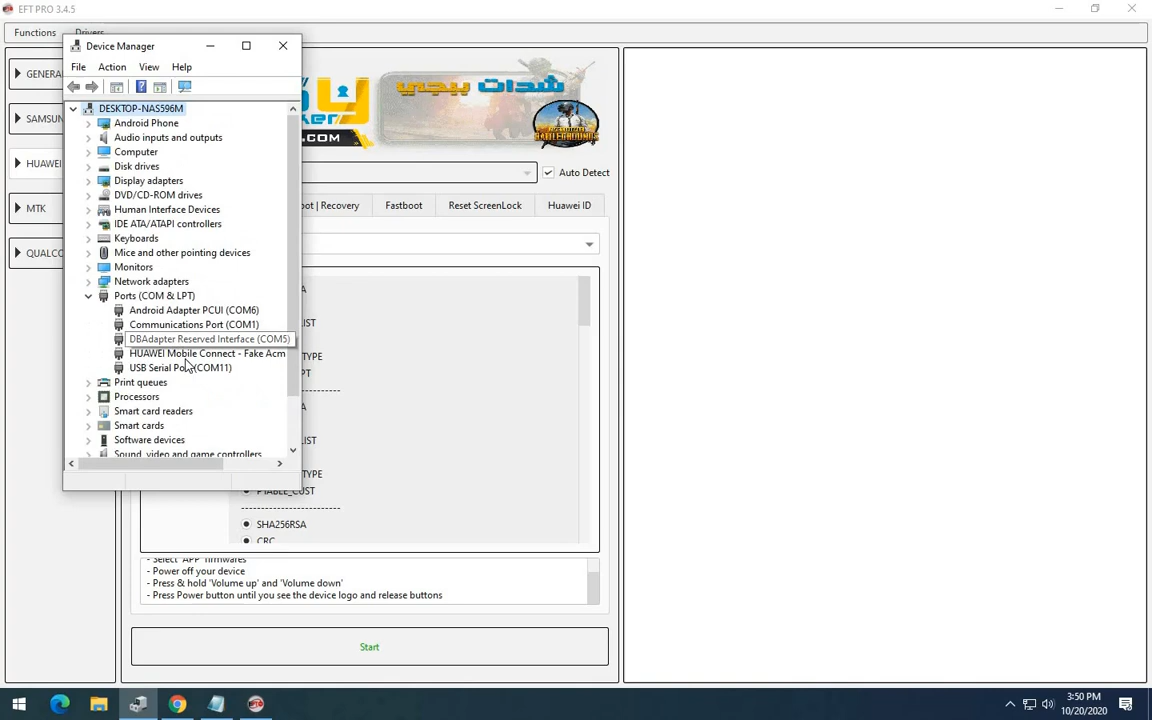 EFT PRO 3.4.5
Functions
Drivers
Device Manager
File Action View Help
DESKTOP-NAS596M
Android Phone
Audio inputs and outputs
Computer
Disk drives
Display adapters
DVD/CD-ROM drives
Human Interface Devices
IDE ATA/ATAPI controllers
Keyboards
Mice and other pointing devices
Monitors
Network adapters
Ports (COM & LPT)
Android Adapter PCUI (COM6)
Communications Port (COM1)
DBAdapter Reserved Interface (COM5)
HUAWEI Mobile Connect - Fake Acm
USB Serial Port (COM11)
Print queues
Processors
Smart card readers
Smart cards
Software devices
Sound, video and game controllers
GENERA
SAMSUN
HUAWEI
MTK
QUALCO
شدات ببجي
.COM
Auto Detect
Recovery
Fastboot
Reset ScreenLock
Huawei ID
PTABLE_CUST
--------------------
SHA256RSA
CRC
- Select 'APP' firmwares
- Power off your device
- Press & hold 'Volume up' and 'Volume down'
- Press Power button until you see the device logo and release buttons
Start
3:50 PM
10/20/2020